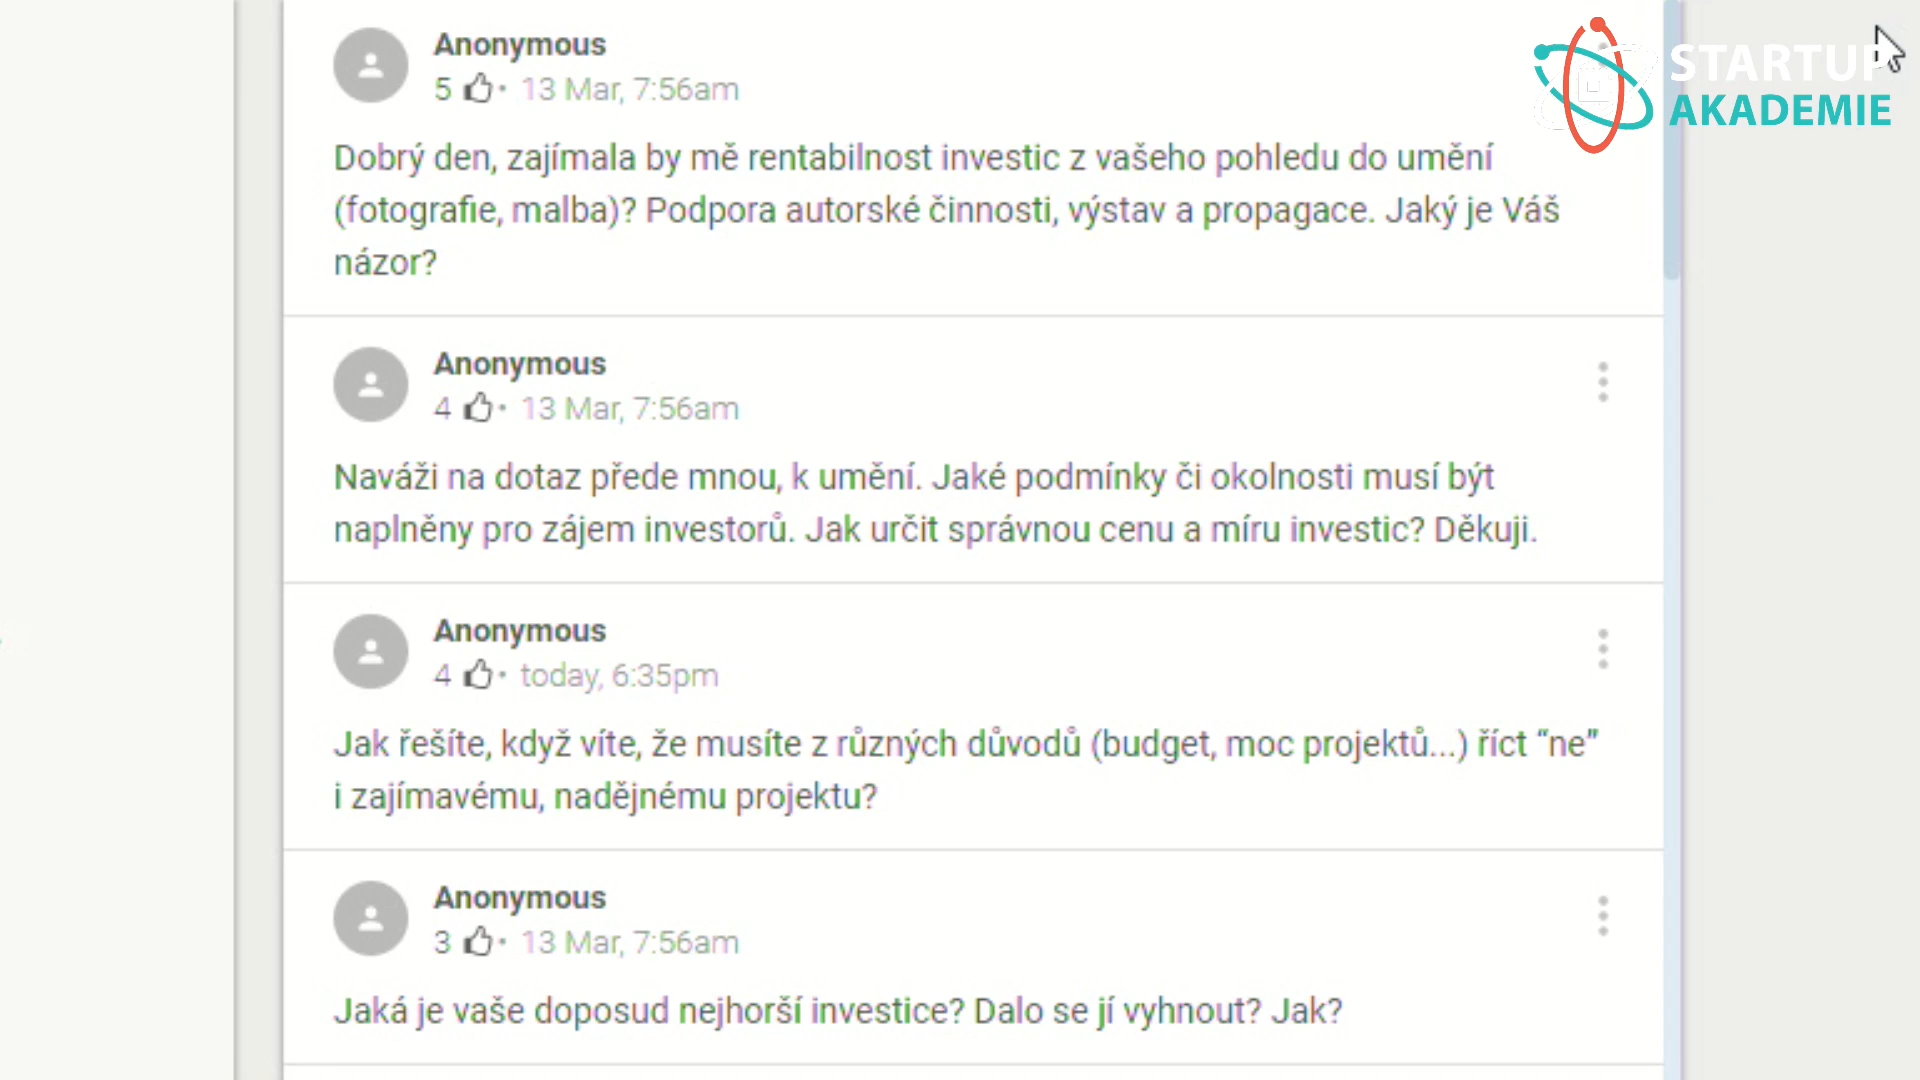 Anonymous
5 · 13 Mar, 7:56am
STARTUP
AKADEMIE
Dobrý den, zajímala by mě rentabilnost investic z vašeho pohledu do umění
(fotografie, malba)? Podpora autorské činnosti, výstav a propagace. Jaký je Váš
názor?
Anonymous
4 · 13 Mar, 7:56am
Naváži na dotaz přede mnou, k umění. Jaké podmínky či okolnosti musí být
naplněny pro zájem investorů. Jak určit správnou cenu a míru investic? Děkuji.
Anonymous
4 · today, 6:35pm
Jak řešíte, když víte, že musíte z různých důvodů (budget, moc projektů...) říct “ne”
i zajímavému, nadějnému projektu?
Anonymous
3 · 13 Mar, 7:56am
Jaká je vaše doposud nejhorší investice? Dalo se jí vyhnout? Jak?